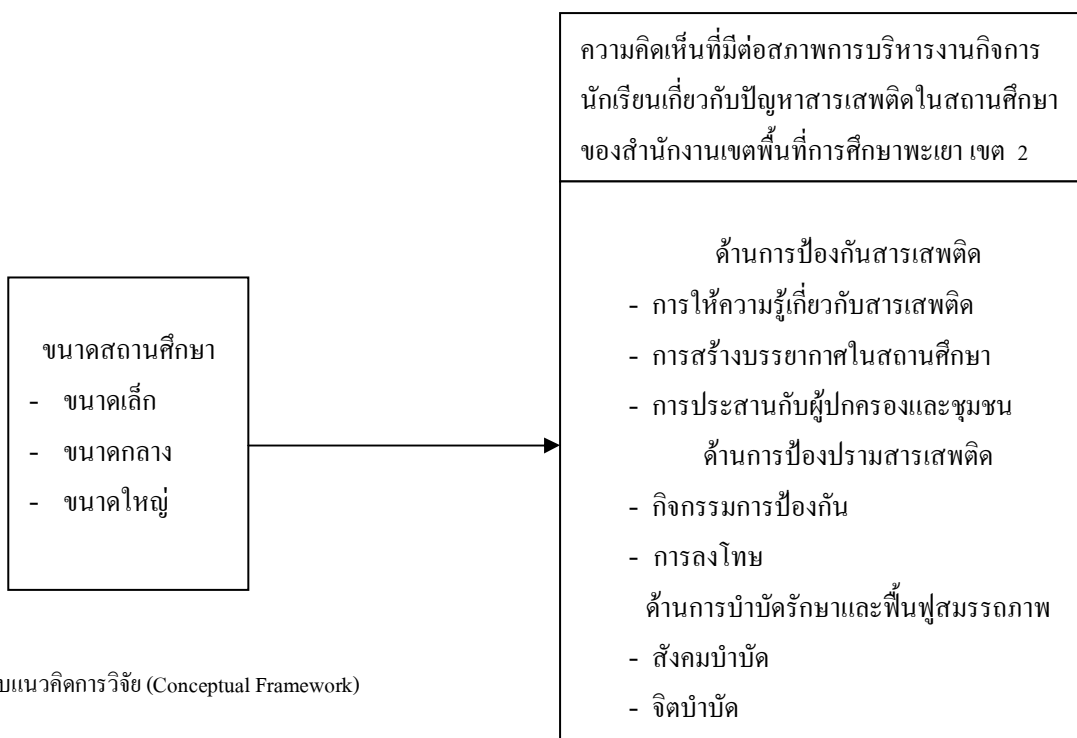 ความคิดเห็นที่มีต่อสภาพการบริหารงานกิจการ
นักเรียนเกี่ยวกับปัญหาสารเสพติดในสถานศึกษา
ของสำนักงานเขตพื้นที่การศึกษาพะเยา เขต 2
ขนาดสถานศึกษา
- ขนาดเล็ก
- ขนาดกลาง
- ขนาดใหญ่
ด้านการป้องกันสารเสพติด
- การให้ความรู้เกี่ยวกับสารเสพติด
- การสร้างบรรยากาศในสถานศึกษา
- การประสานกับผู้ปกครองและชุมชน
ด้านการป้องปรามสารเสพติด
- กิจกรรมการป้องกัน
- การลงโทษ
ด้านการบำบัดรักษาและฟื้นฟูสมรรถภาพ
- สังคมบำบัด
- จิตบำบัด
บแนวคิดการวิจัย (Conceptual Framework)